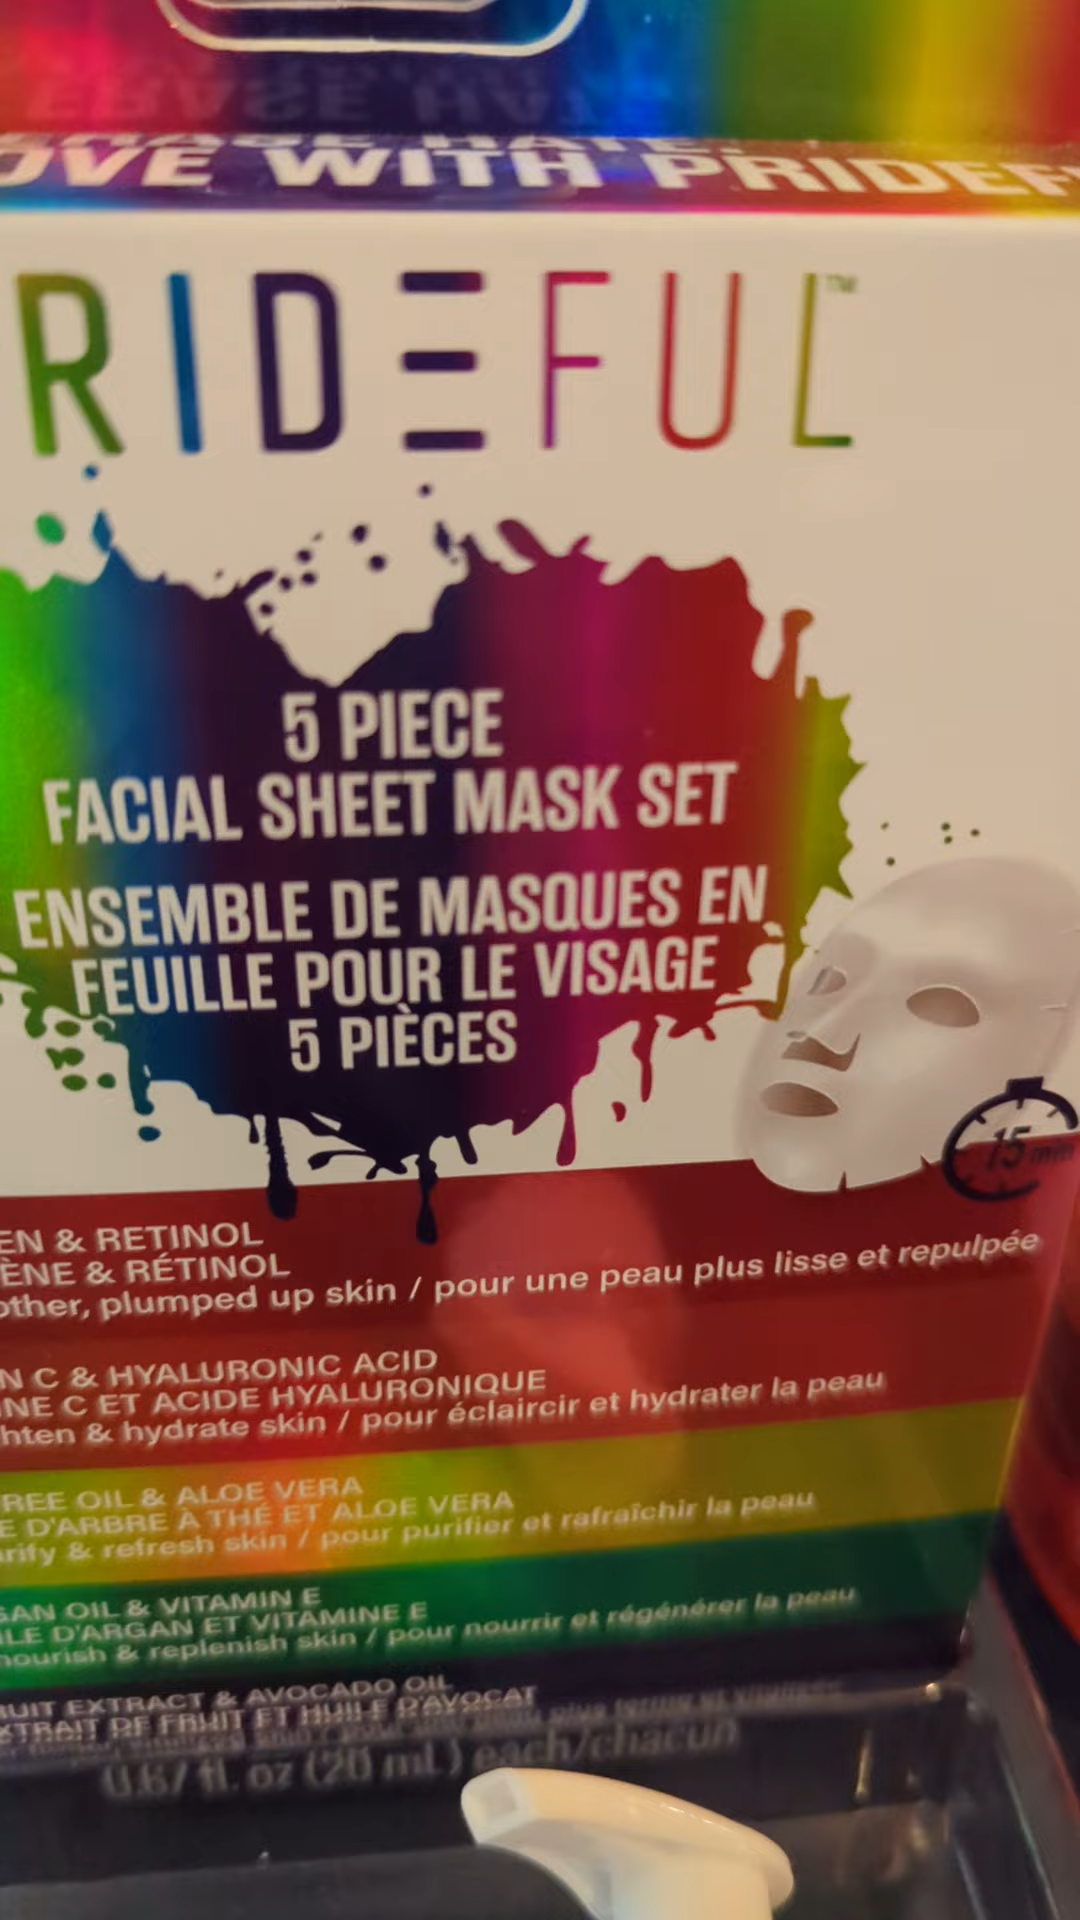 ERASE HATE.
OVE WITH PRIDEF
RIDEFUL™
5 PIECE
FACIAL SHEET MASK SET
ENSEMBLE DE MASQUES EN
FEUILLE POUR LE VISAGE
5 PIÈCES
15 min
EN & RETINOL
ÈNE & RÉTINOL
other, plumped up skin / pour une peau plus lisse et repulpée
N C & HYALURONIC ACID
NE C ET ACIDE HYALURONIQUE
hten & hydrate skin / pour éclaircir et hydrater la peau
REE OIL & ALOE VERA
E D'ARBRE À THÉ ET ALOE VERA
rify & refresh skin / pour purifier et rafraîchir la peau
GAN OIL & VITAMIN E
ILE D'ARGAN ET VITAMINE E
nourish & replenish skin / pour nourrir et régénérer la peau
RUIT EXTRACT & AVOCADO OIL
XTRAIT DE FRUIT ET HUILE D'AVOCAT
0.67 fl. oz (20 mL) each/chacun